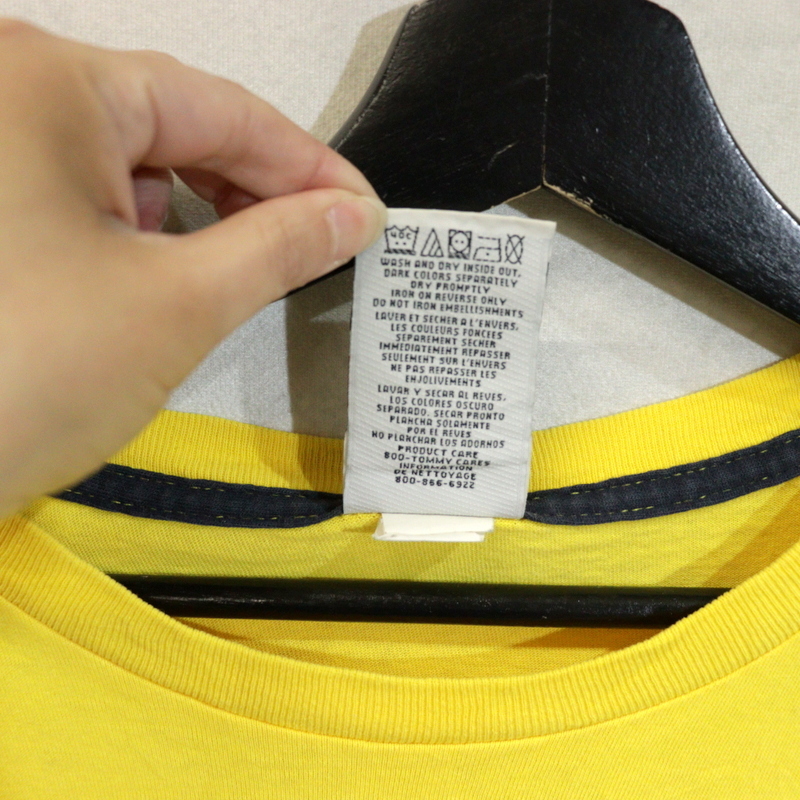 40C
WASH AND DRY INSIDE OUT,
DARK COLORS SEPARATELY
DRY PROMPTLY
IRON ON REVERSE ONLY
DO NOT IRON EMBELLISHMENTS
LAVER ET SECHER A L'ENVERS,
LES COULEURS FONCEES
SEPAREMENT SECHER
IMMEDIATEMENT REPASSER
SEULEMENT SUR L'ENVERS
NE PAS REPASSER LES
ENJOLIVEMENTS
LAVAR Y SECAR AL REVES,
LOS COLORES OSCURO
SEPARADO. SECAR PRONTO
PLANCHA SOLAMENTE
POR EL REVES
NO PLANCHAR LOS ADORNOS
PRODUCT CARE
800-TOMMY CARES
INFORMATION
DE NETTOYAGE
800-866-6922